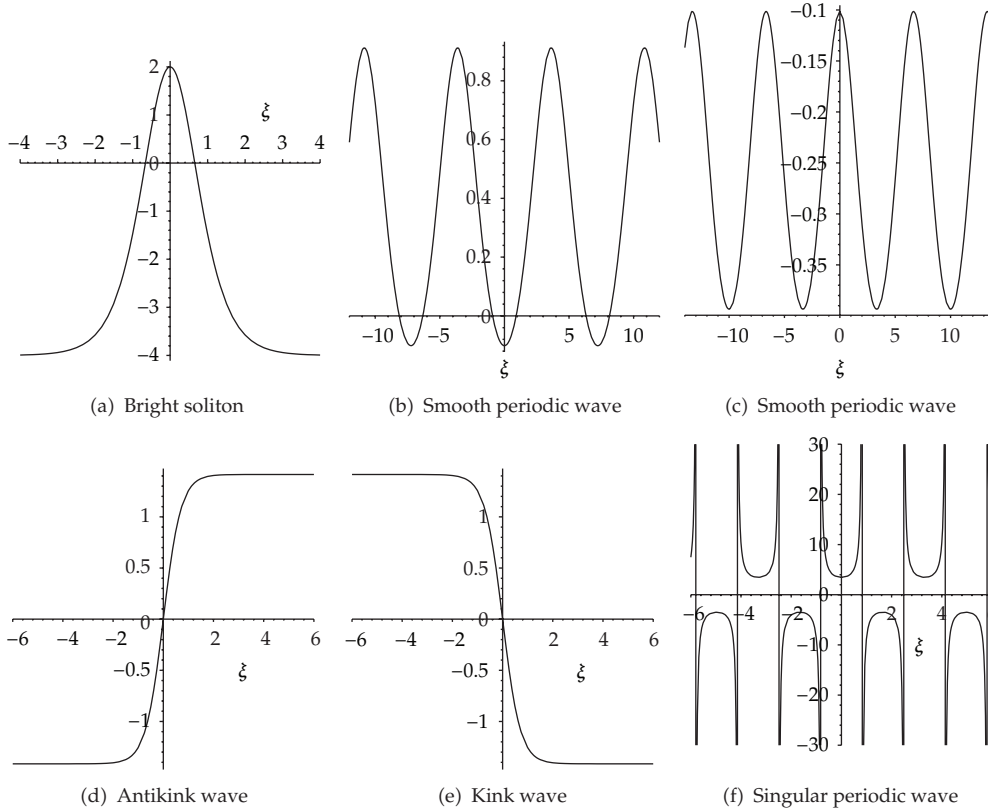 2
1
ξ
−4 −3 −2 −1 1 2 3 4
0
−1
−2
−3
−4
(a) Bright soliton
0.8
0.6
0.4
0.2
0
−10 −5 5 10
ξ
(b) Smooth periodic wave
−0.1
−0.15
−0.2
−0.25
−0.3
−0.35
−10 −5 0 5 10
ξ
(c) Smooth periodic wave
1
0.5
0
−6 −4 −2 2 4 6
ξ
−0.5
−1
(d) Antikink wave
1
0.5
0
−6 −4 −2 2 4 6
ξ
−0.5
−1
(e) Kink wave
30
20
10
0
−6 −4 −2 2 4
ξ
−10
−20
−30
(f) Singular periodic wave